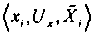 ⟨x_i, U_x, X̃_i⟩